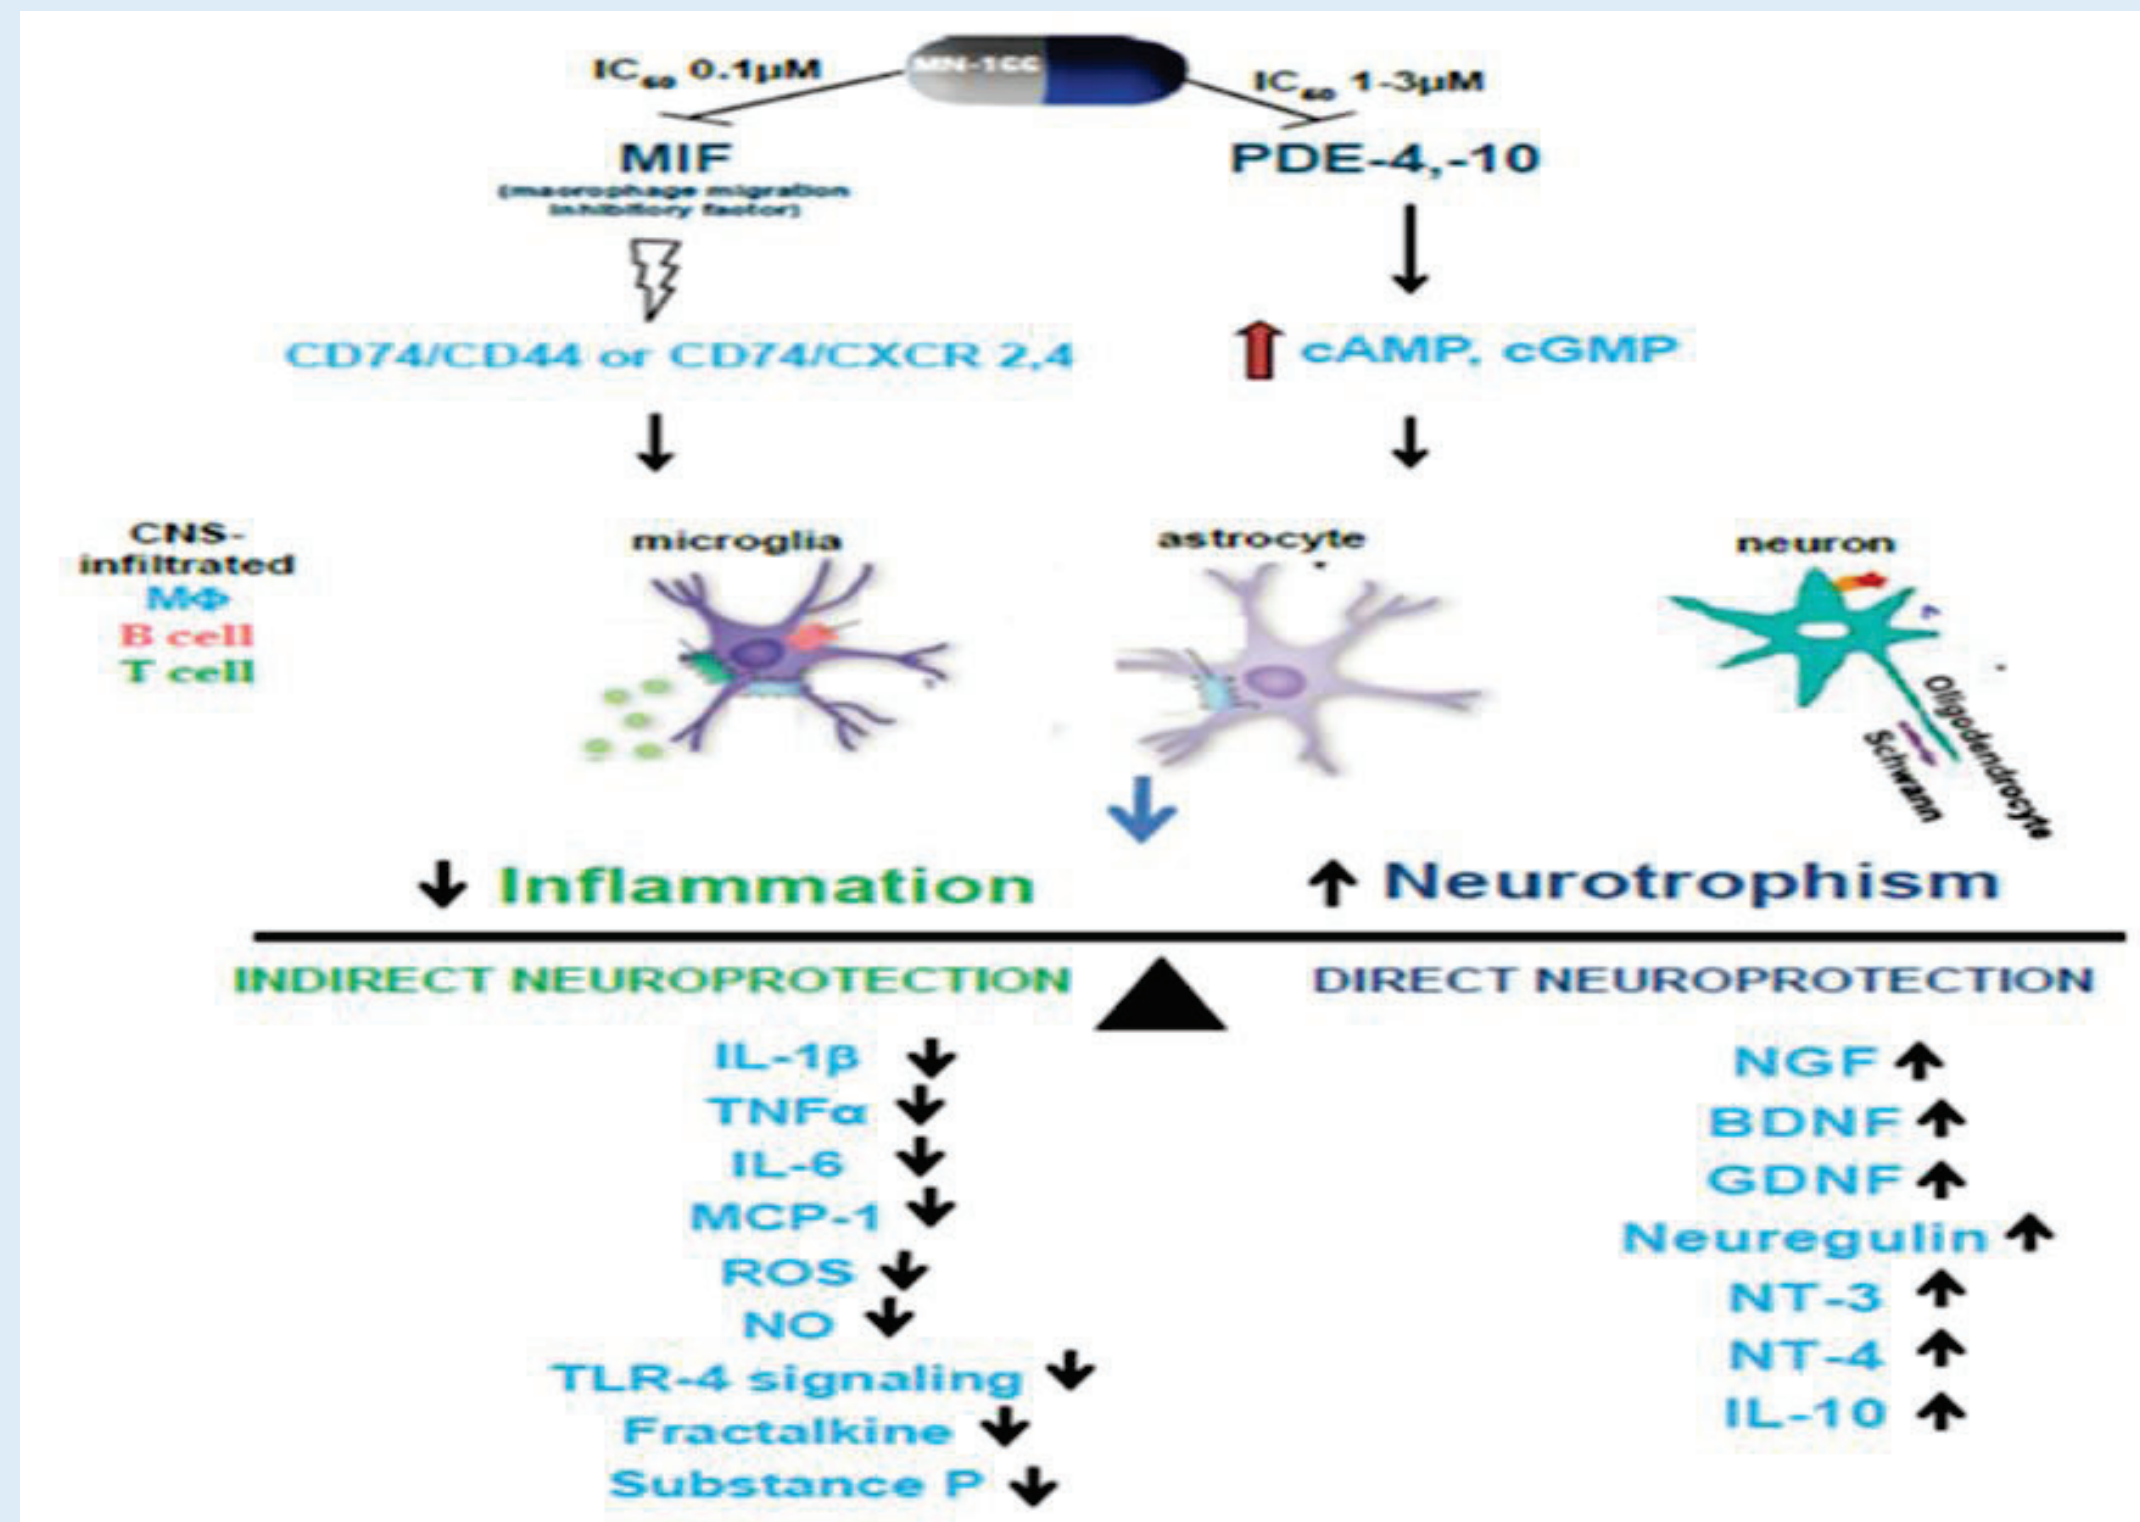 MN-166
IC₅₀ 0.1µM
IC₅₀ 1-3µM
MIF
(macrophage migration
inhibitory factor)
PDE-4,-10
CD74/CD44 or CD74/CXCR 2,4
cAMP, cGMP
CNS-
infiltrated
MΦ
B cell
T cell
microglia
astrocyte
neuron
Oligodendrocyte
Schwann
Inflammation
Neurotrophism
INDIRECT NEUROPROTECTION
DIRECT NEUROPROTECTION
IL-1β
TNFα
IL-6
MCP-1
ROS
NO
TLR-4 signaling
Fractalkine
Substance P
NGF
BDNF
GDNF
Neuregulin
NT-3
NT-4
IL-10